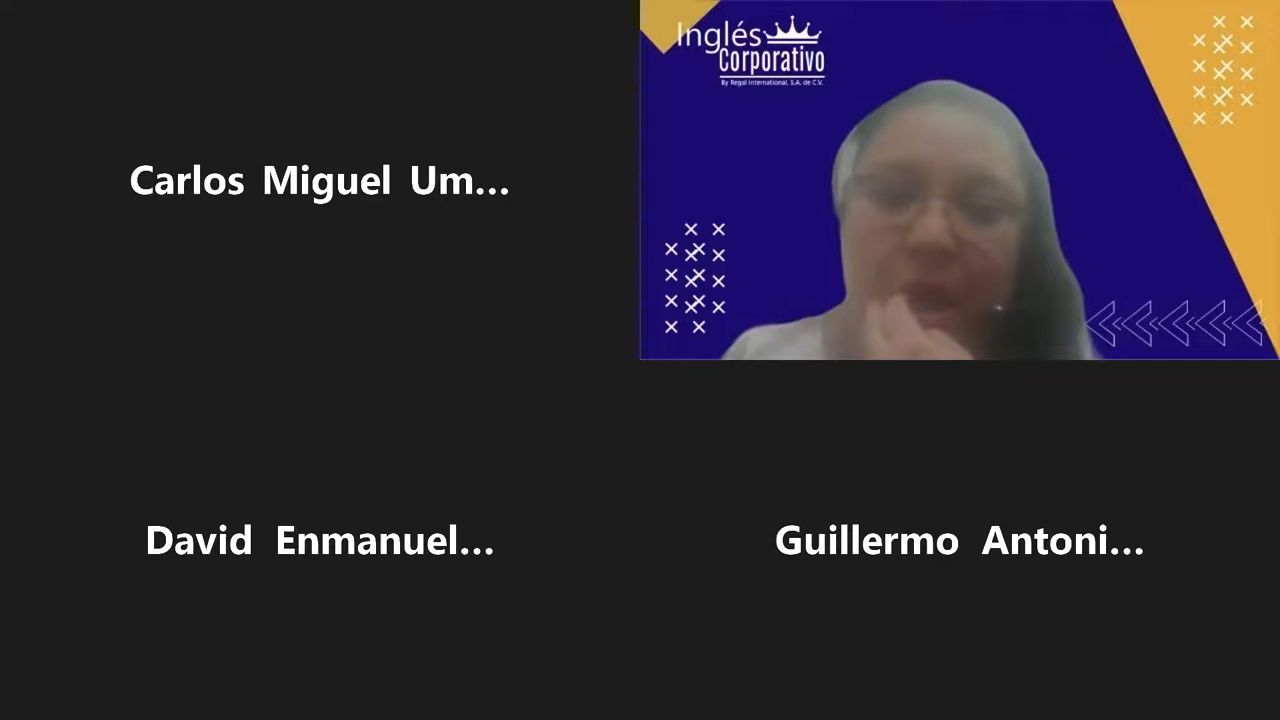 Inglés
Corporativo
By Regal International, S.A. de C.V.
Carlos Miguel Um...
David Enmanuel...
Guillermo Antoni...